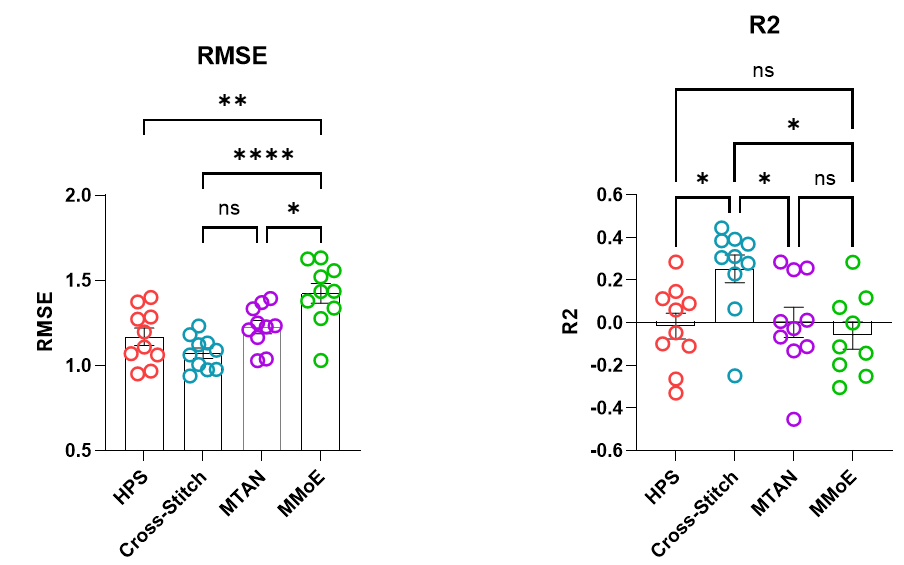 RMSE
**
****
ns
*
2.0
1.5
1.0
0.5
RMSE
HPS
Cross-Stitch
MTAN
MMoE
R2
ns
*
*
*
ns
0.6
0.4
0.2
0.0
-0.2
-0.4
-0.6
R2
HPS
Cross-Stitch
MTAN
MMoE